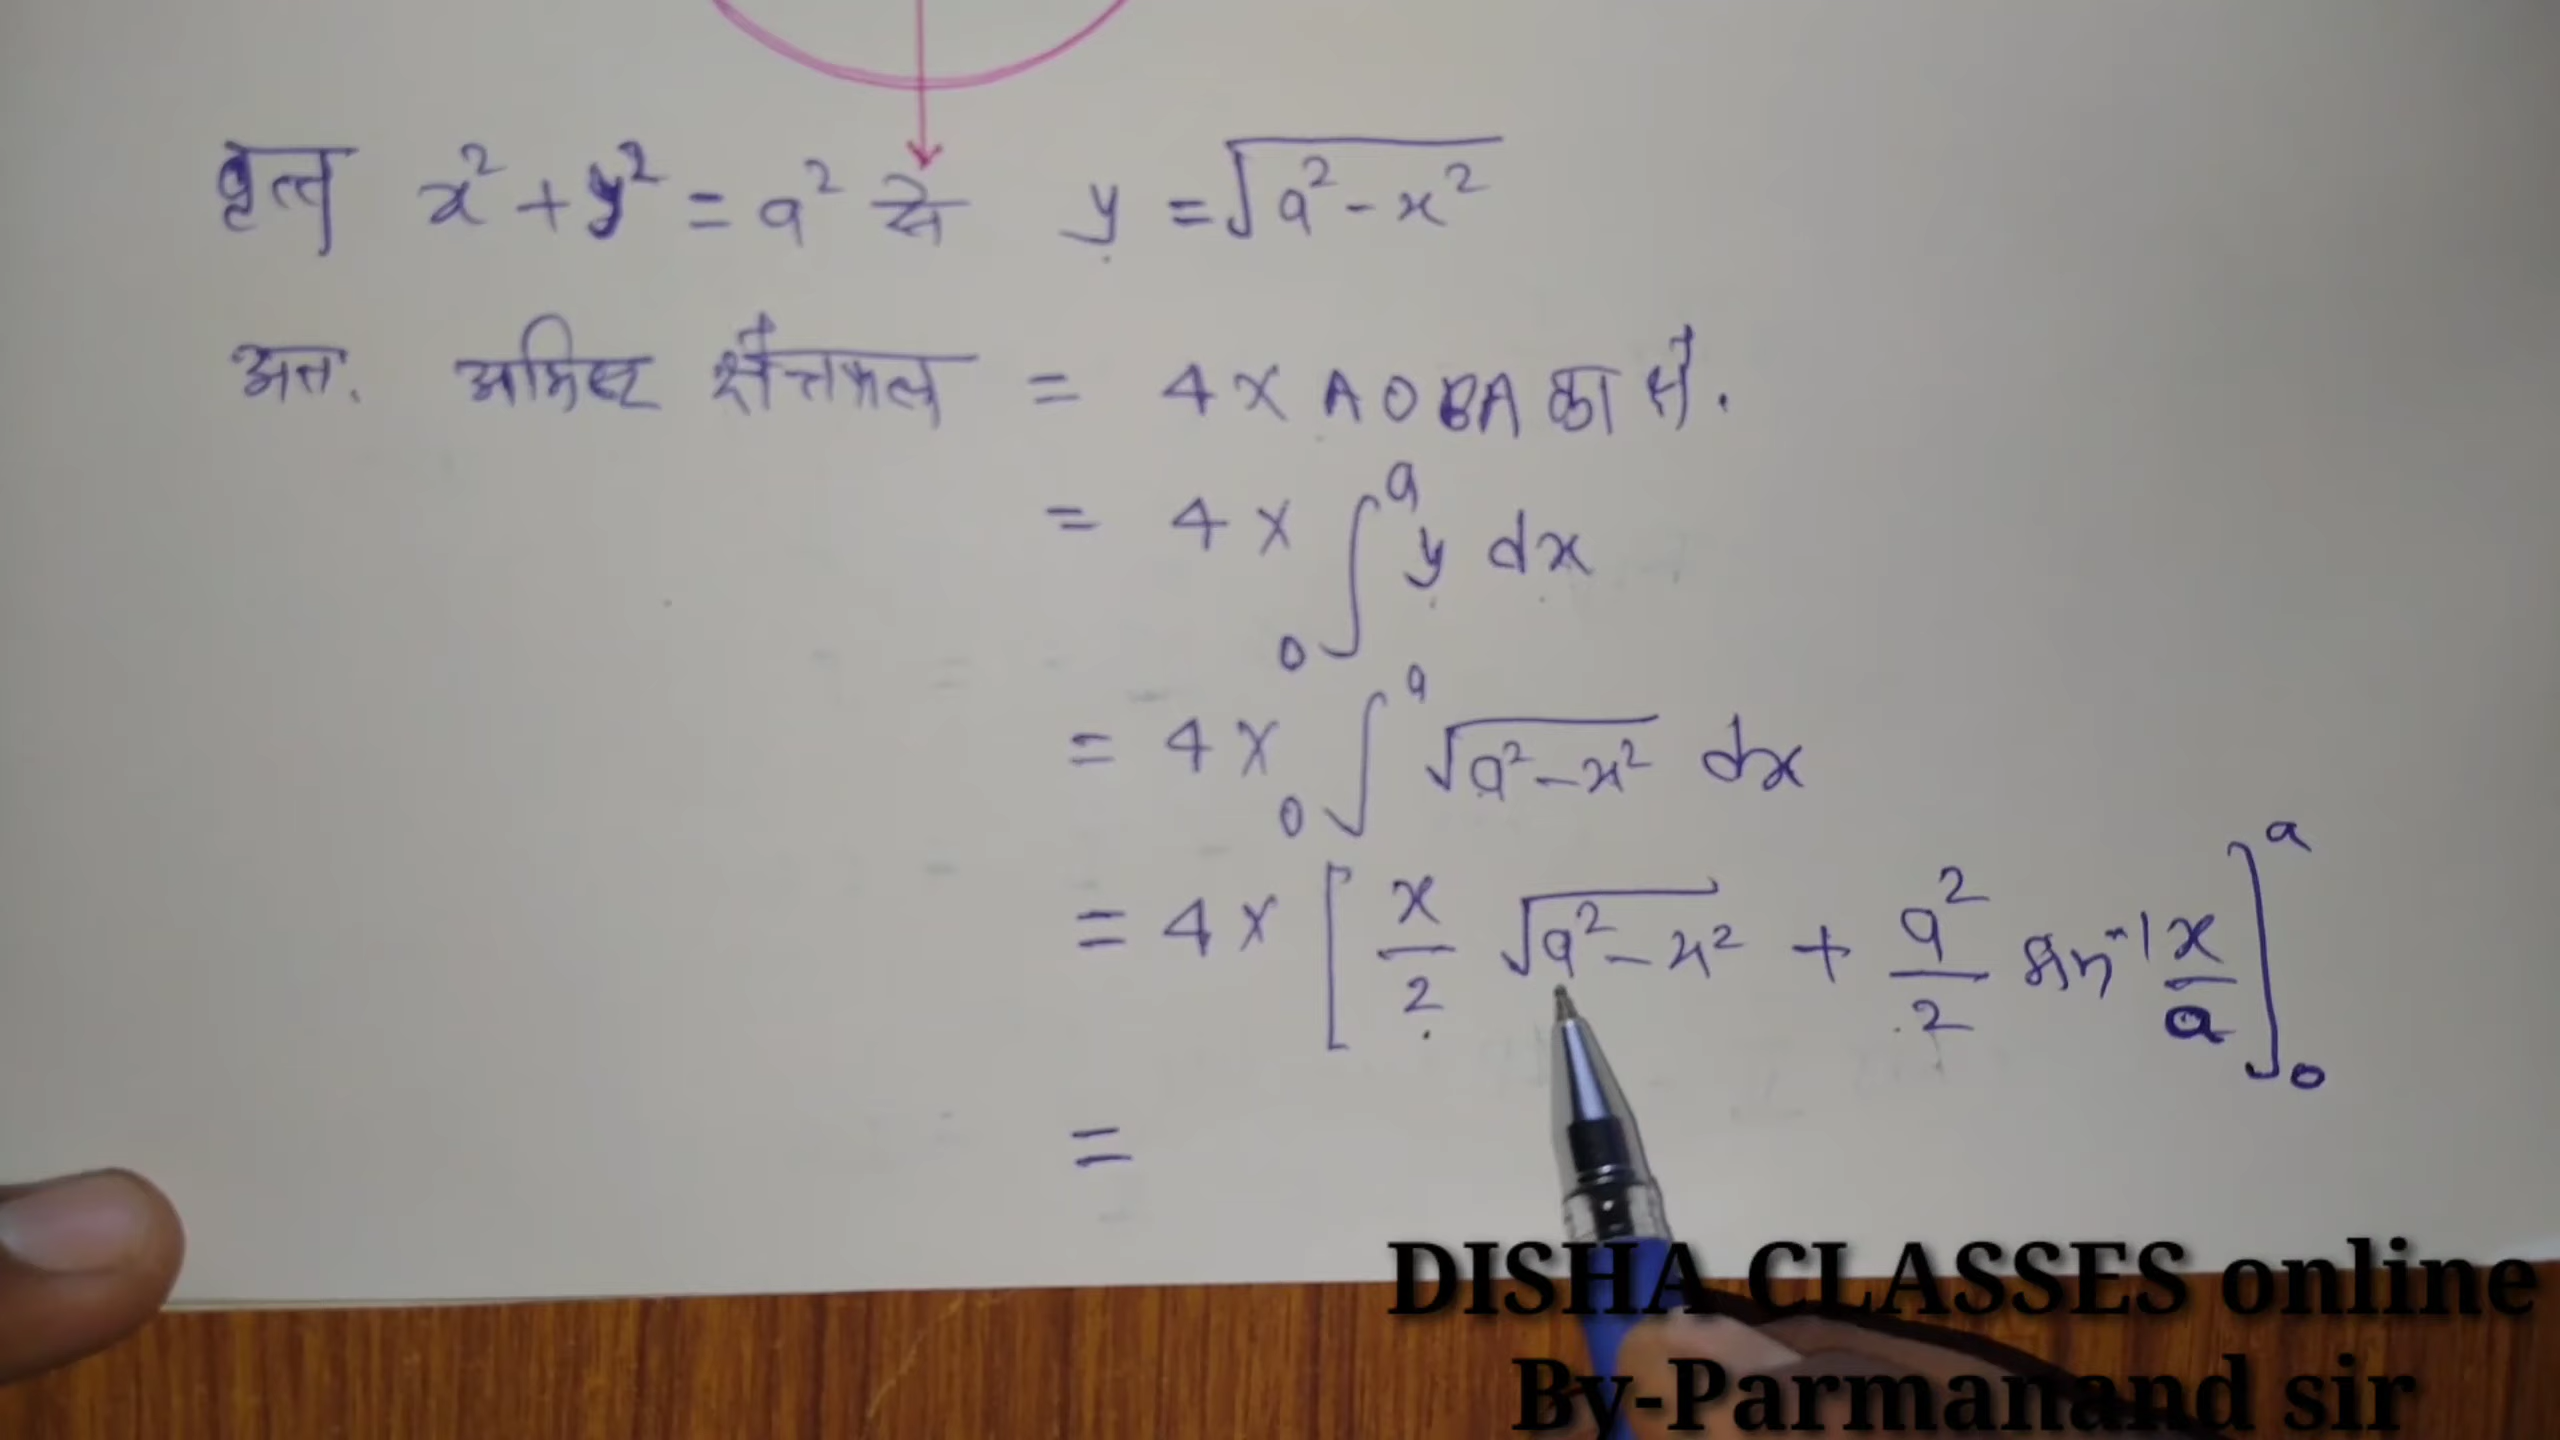 वृत्त x² + y² = a² से y = √a² - x²
अत. अभिष्ट क्षेत्रफल = 4 × AOBA का क्षे.
= 4 × ∫₀ᵃ y dx
= 4 × ∫₀ᵃ √a² - x² dx
= 4 × [x/2 √a² - x² + a²/2 sin⁻¹ x/a]₀ᵃ
=
DISHA CLASSES online
By-Parmanand sir